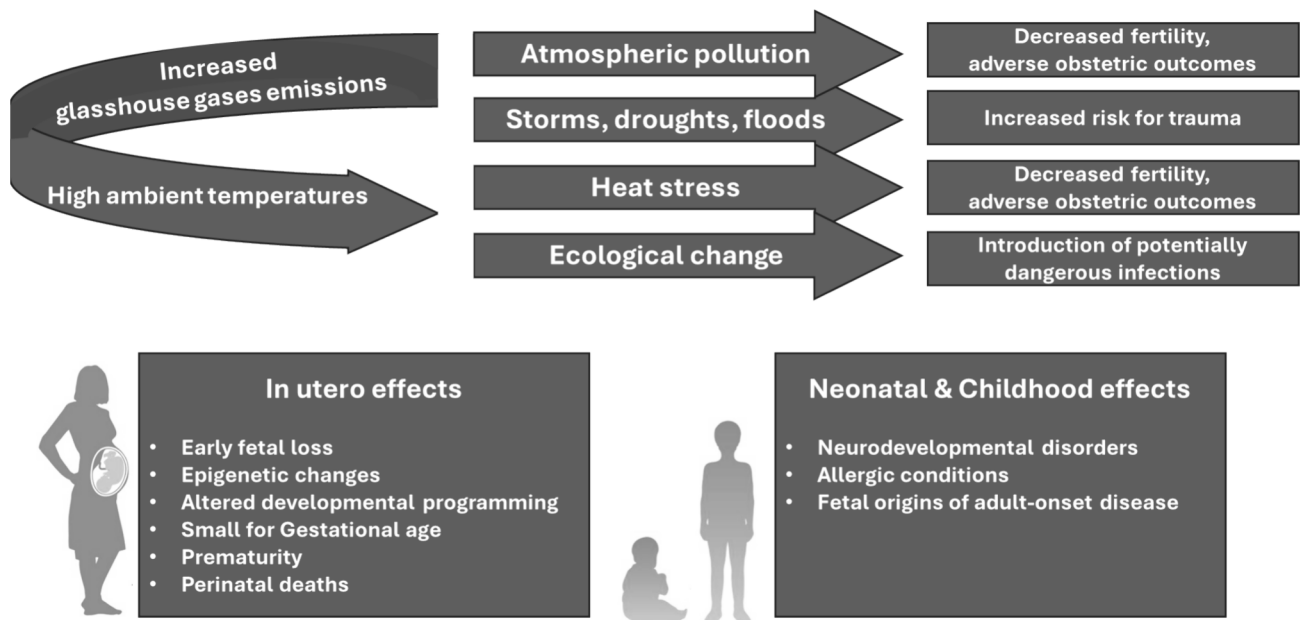 Increased
glasshouse gases emissions
High ambient temperatures
Atmospheric pollution
Storms, droughts, floods
Heat stress
Ecological change
Decreased fertility,
adverse obstetric outcomes
Increased risk for trauma
Decreased fertility,
adverse obstetric outcomes
Introduction of potentially
dangerous infections
In utero effects
• Early fetal loss
• Epigenetic changes
• Altered developmental programming
• Small for Gestational age
• Prematurity
• Perinatal deaths
Neonatal & Childhood effects
• Neurodevelopmental disorders
• Allergic conditions
• Fetal origins of adult-onset disease